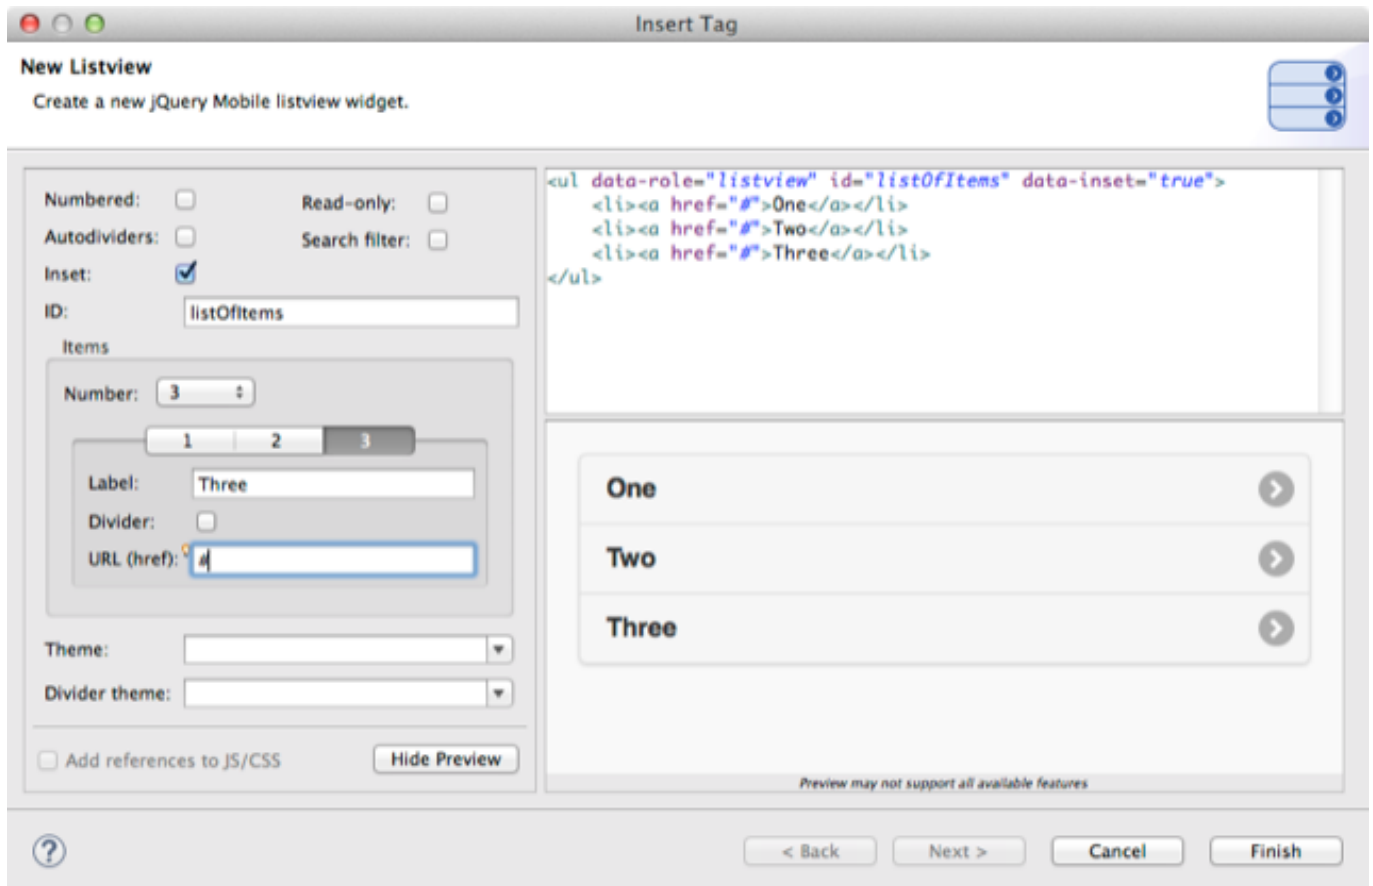 Insert Tag
New Listview
Create a new jQuery Mobile listview widget.
Numbered:
Read-only:
Autodividers:
Search filter:
Inset:
ID:
listOfItems
Items
Number:
3
1 2 3
Label:
Three
Divider:
URL (href):
#
Theme:
Divider theme:
Add references to JS/CSS
Hide Preview
<ul data-role="listview" id="listOfItems" data-inset="true">
<li><a href="#">One</a></li>
<li><a href="#">Two</a></li>
<li><a href="#">Three</a></li>
</ul>
One
Two
Three
Preview may not support all available features
?
< Back
Next >
Cancel
Finish